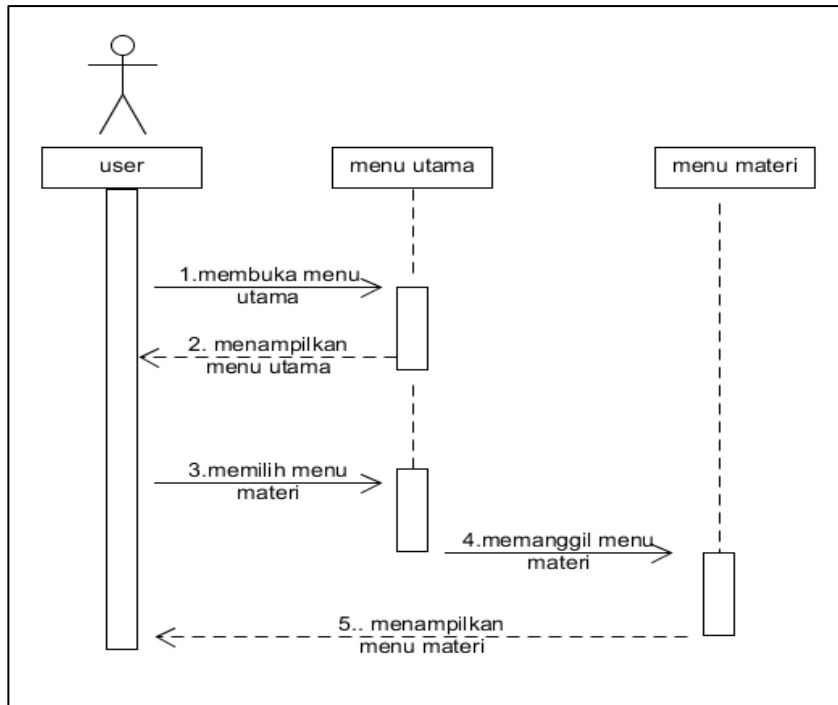 user
menu utama
menu materi
1.membuka menu
utama
2. menampilkan
menu utama
3.memilih menu
materi
4.memanggil menu
materi
5.. menampilkan
menu materi